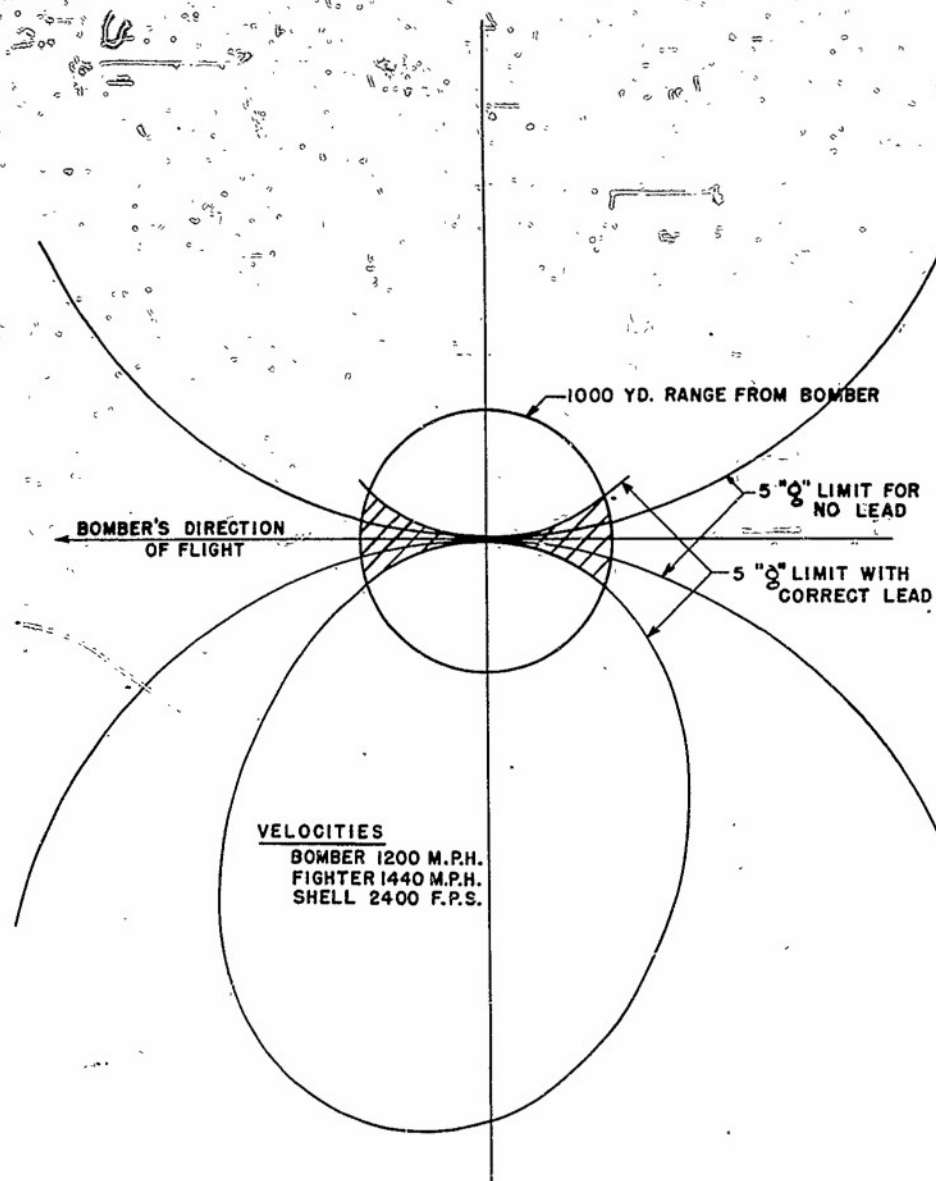 1000 YD. RANGE FROM BOMBER
5 "g" LIMIT FOR
NO LEAD
BOMBER'S DIRECTION
OF FLIGHT
5 "g" LIMIT WITH
CORRECT LEAD
VELOCITIES
BOMBER 1200 M.P.H.
FIGHTER 1440 M.P.H.
SHELL 2400 F.P.S.